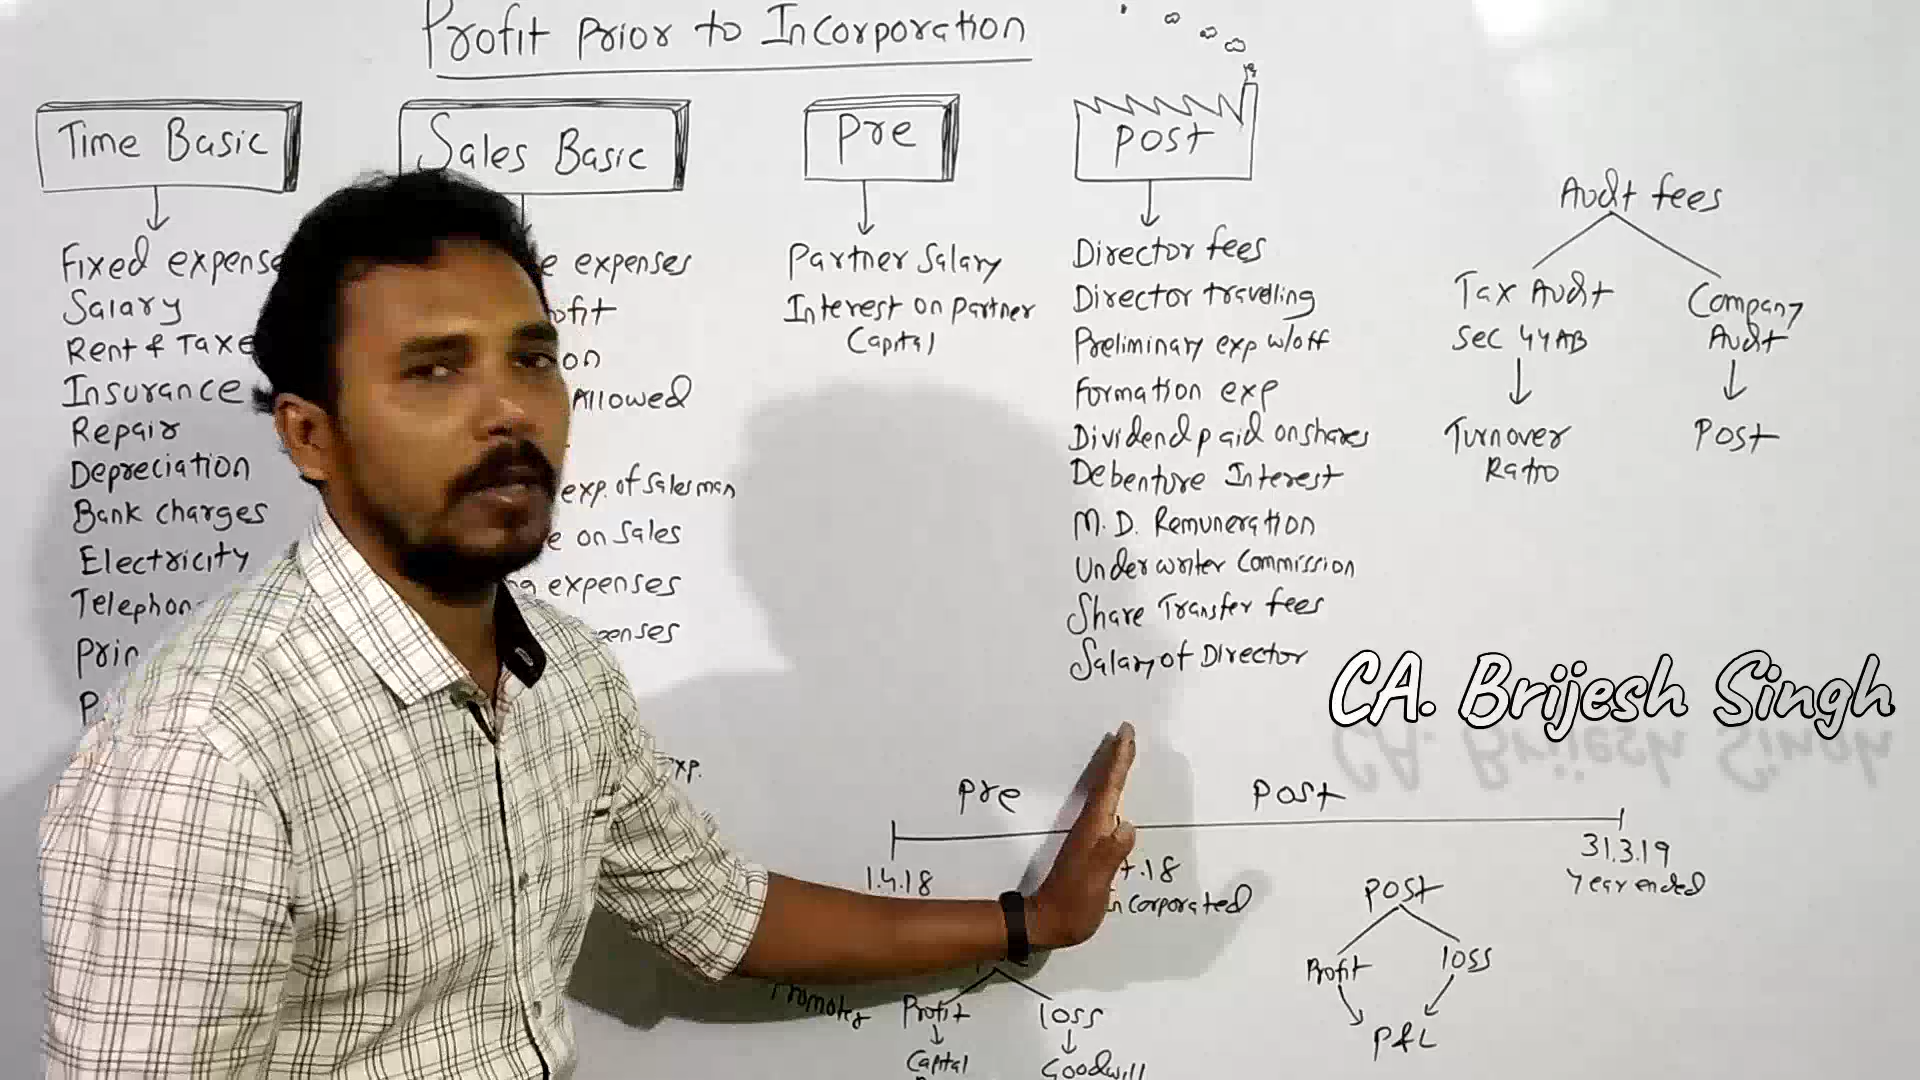 Profit Prior to Incorporation
Time Basic
Fixed expense
Salary
Rent & Taxe
Insurance
Repair
Depreciation
Bank charges
Electricity
Telephon
Prin
P
Sales Basic
e expenses
ofit
on
Allowed
exp. of Salesman
e on Sales
expenses
enses
xp.
Pre
Partner Salary
Interest on Partner
Capital
Post
Director fees
Director travelling
Preliminary exp w/off
Formation exp
Dividend paid on shares
Debenture Interest
M.D. Remuneration
Underwriter Commission
Share Transfer fees
Salary of Director
Audit fees
Tax Audit
Sec 44AB
Turnover
Ratio
Company
Audit
Post
CA. Brijesh Singh
Pre
Post
1.4.18
.18
Incorporated
31.3.19
Year ended
Promoter
Profit
loss
Capital
Goodwill
Post
Profit
loss
P&L